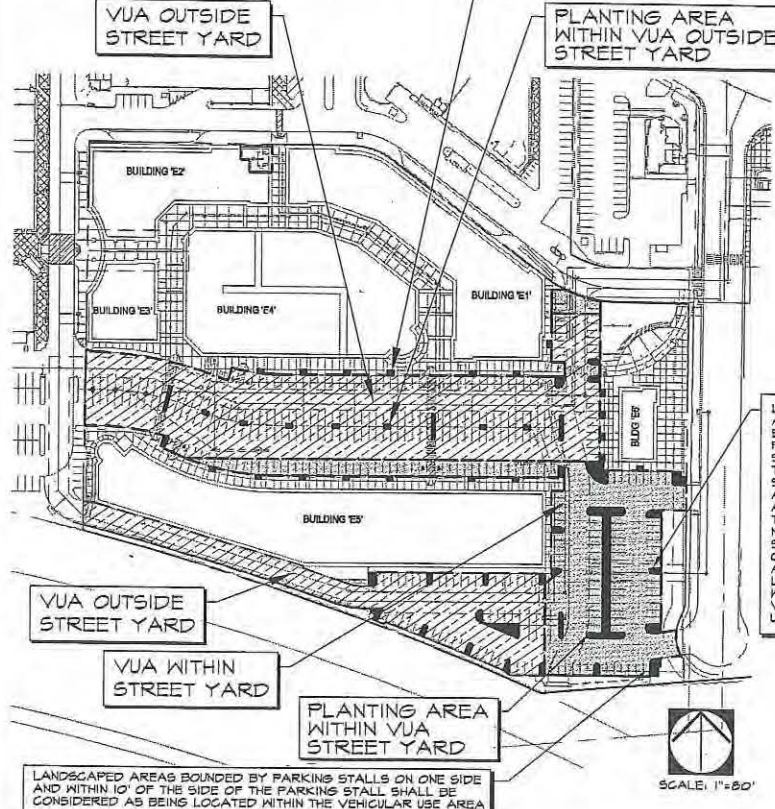 VUA OUTSIDE
STREET YARD
PLANTING AREA
WITHIN VUA OUTSIDE
STREET YARD
BUILDING 'E2'
BUILDING 'E3'
BUILDING 'E4'
BUILDING 'E1'
BLDG 'E6'
BUILDING 'E5'
VUA OUTSIDE
STREET YARD
VUA WITHIN
STREET YARD
PLANTING AREA
WITHIN VUA
STREET YARD
LANDSCAPED AREAS BOUNDED BY PARKING STALLS ON ONE SIDE
AND WITHIN 10' OF THE SIDE OF THE PARKING STALL SHALL BE
CONSIDERED AS BEING LOCATED WITHIN THE VEHICULAR USE AREA
SCALE: 1"=80'